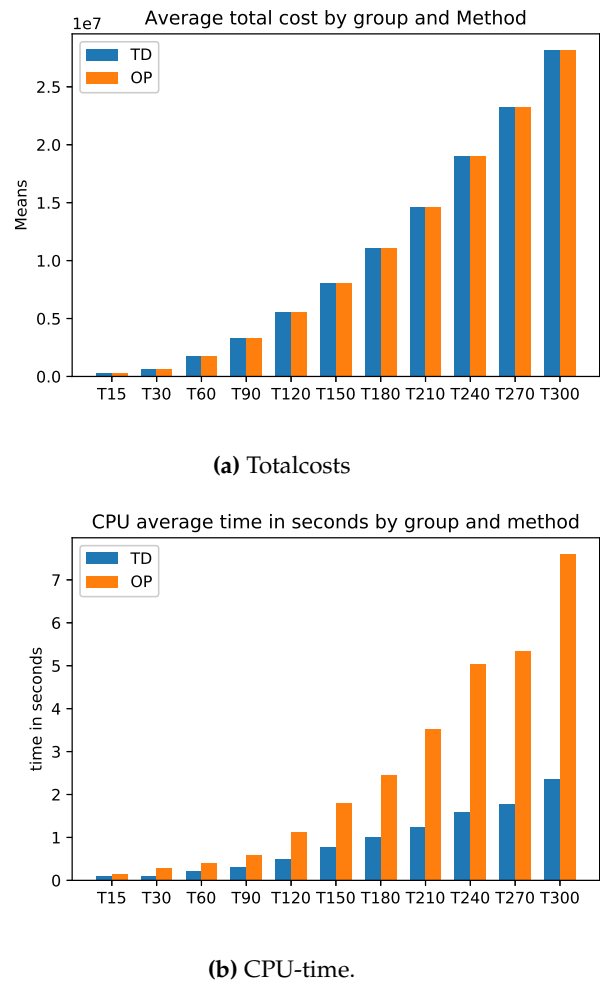 Average total cost by group and Method
1e7
TD
OP
2.5
2.0
1.5
1.0
0.5
0.0
Means
T15 T30 T60 T90 T120 T150 T180 T210 T240 T270 T300
(a) Totalcosts
CPU average time in seconds by group and method
TD
OP
7
6
5
4
3
2
1
0
time in seconds
T15 T30 T60 T90 T120 T150 T180 T210 T240 T270 T300
(b) CPU-time.